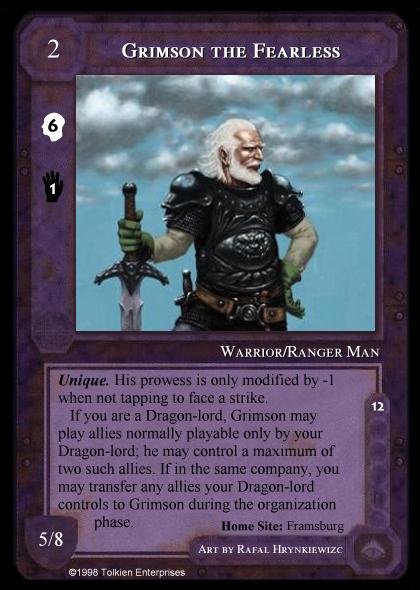 2
GRIMSON THE FEARLESS
6
1
WARRIOR/RANGER MAN
Unique. His prowess is only modified by -1
when not tapping to face a strike.
If you are a Dragon-lord, Grimson may
play allies normally playable only by your
Dragon-lord; he may control a maximum of
two such allies. If in the same company, you
may transfer any allies your Dragon-lord
controls to Grimson during the organization
phase.
Home Site: Framsburg
12
5/8
ART BY RAFAL HRYNKIEWIZC
©1998 Tolkien Enterprises